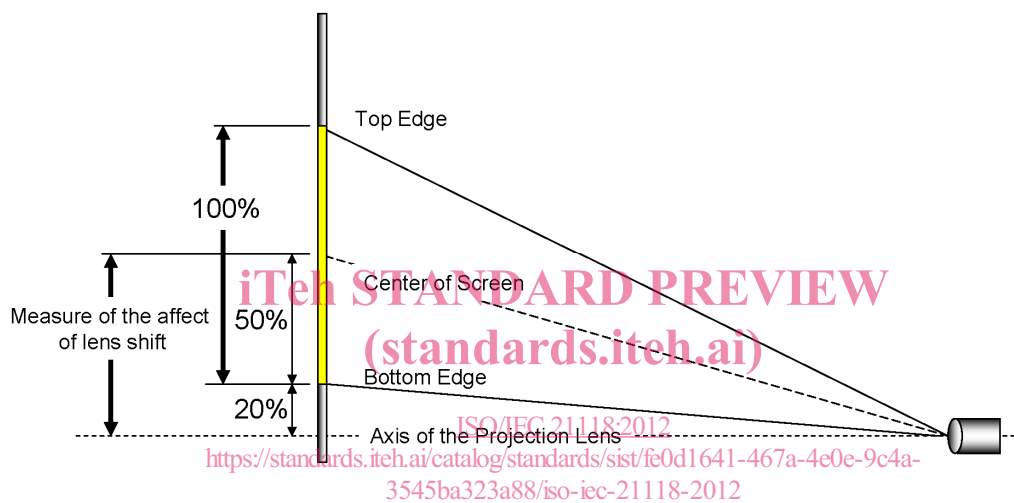 Top Edge
100%
iTeh STANDARD PREVIEW
Center of Screen
Measure of the affect
of lens shift
50%
(standards.iteh.ai)
Bottom Edge
20%
ISO/IEC 21118:2012
Axis of the Projection Lens
https://standards.iteh.ai/catalog/standards/sist/fe0d1641-467a-4e0e-9c4a-
3545ba323a88/iso-iec-21118-2012